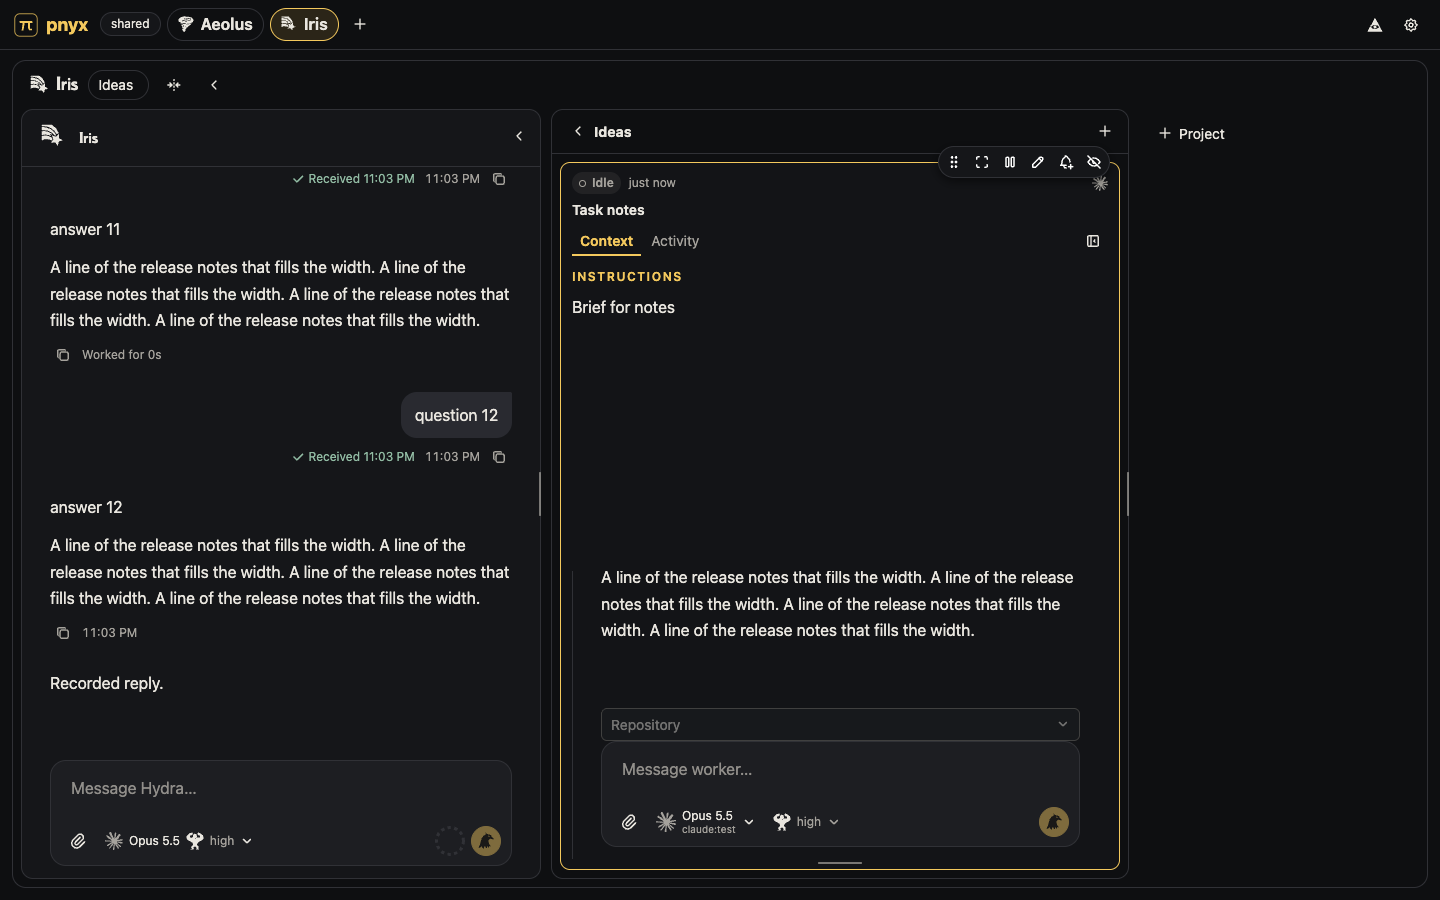 π pnyx shared Aeolus Iris
Iris Ideas
Iris
Received 11:03 PM 11:03 PM
answer 11
A line of the release notes that fills the width. A line of the
release notes that fills the width. A line of the release notes that
fills the width. A line of the release notes that fills the width.
Worked for 0s
question 12
Received 11:03 PM 11:03 PM
answer 12
A line of the release notes that fills the width. A line of the
release notes that fills the width. A line of the release notes that
fills the width. A line of the release notes that fills the width.
11:03 PM
Recorded reply.
Message Hydra...
Opus 5.5 high
Ideas
Idle just now
Task notes
Context Activity
INSTRUCTIONS
Brief for notes
A line of the release notes that fills the width. A line of the release
notes that fills the width. A line of the release notes that fills the
width. A line of the release notes that fills the width.
Repository
Message worker...
Opus 5.5 high
claude:test
Project